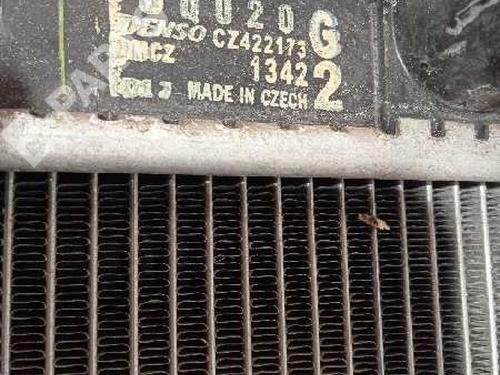 Q020 G
DENSO CZ422173
DMCZ 1342 2
MADE IN CZECH